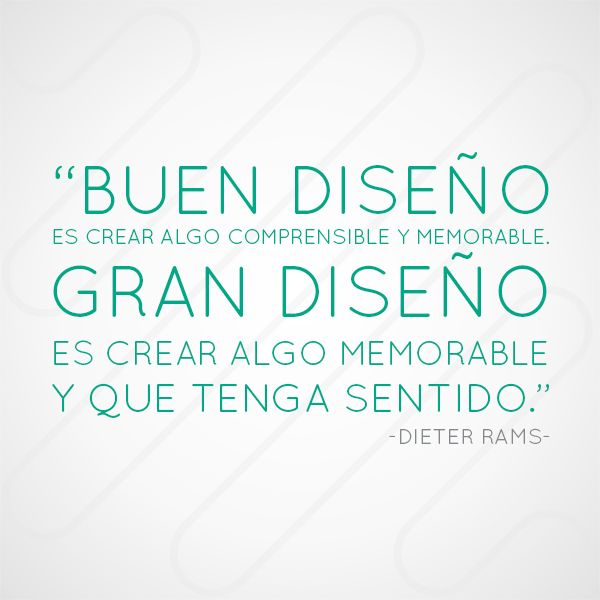 “BUEN DISEÑO
ES CREAR ALGO COMPRENSIBLE Y MEMORABLE.
GRAN DISEÑO
ES CREAR ALGO MEMORABLE
Y QUE TENGA SENTIDO.”
-DIETER RAMS-